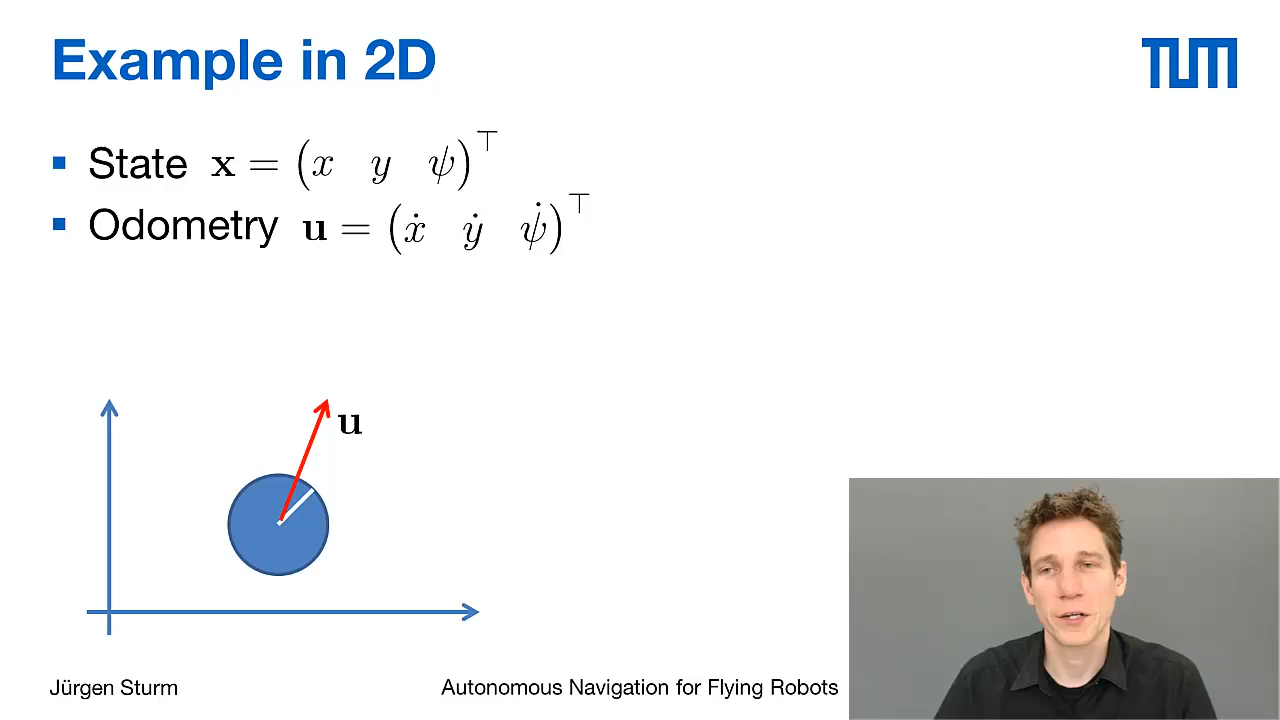 Example in 2D
TUM
▪ State x = (x y ψ)⊤
▪ Odometry u = (ẋ ẏ ψ̇)⊤
u
Jürgen Sturm
Autonomous Navigation for Flying Robots